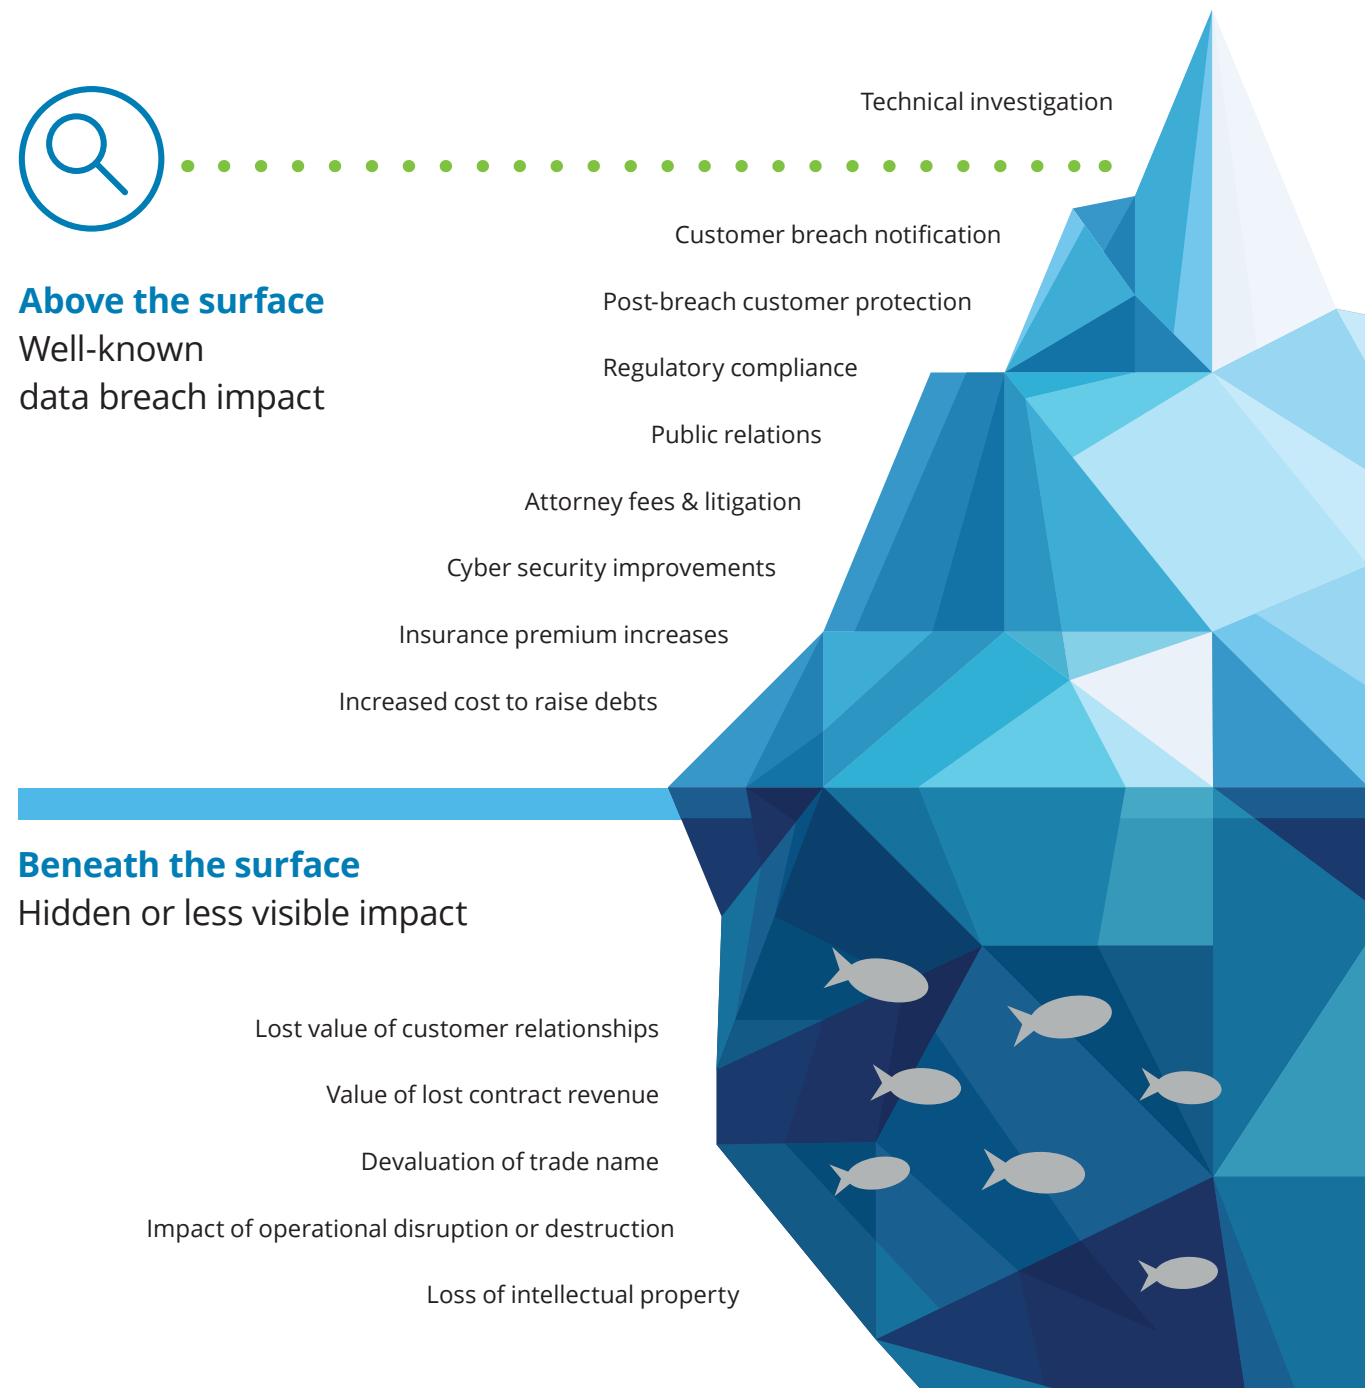 Technical investigation
Customer breach notification
Above the surface
Well-known
data breach impact
Post-breach customer protection
Regulatory compliance
Public relations
Attorney fees & litigation
Cyber security improvements
Insurance premium increases
Increased cost to raise debts
Beneath the surface
Hidden or less visible impact
Lost value of customer relationships
Value of lost contract revenue
Devaluation of trade name
Impact of operational disruption or destruction
Loss of intellectual property